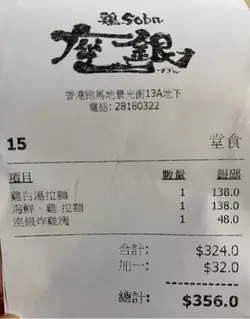 鶏Soba
座銀
香港跑馬地景光街13A地下
電話: 28180322
15 堂食
項目 數量 銀碼
雞白湯拉麵 1 138.0
海鮮。雞 拉麵 1 138.0
座銀炸雞塊 1 48.0
合計: $324.0
加一: $32.0
總計: $356.0